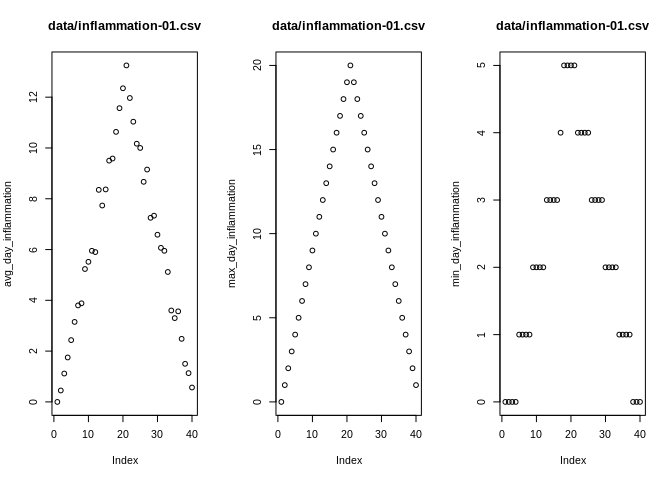 data/inflammation-01.csv
avg_day_inflammation
0 2 4 6 8 10 12
0 10 20 30 40
Index
data/inflammation-01.csv
max_day_inflammation
0 5 10 15 20
0 10 20 30 40
Index
data/inflammation-01.csv
min_day_inflammation
0 1 2 3 4 5
0 10 20 30 40
Index